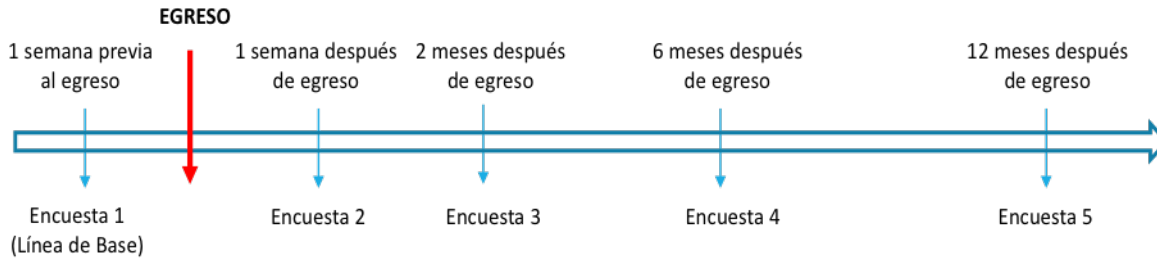 EGRESO
1 semana previa
al egreso
1 semana después
de egreso
2 meses después
de egreso
6 meses después
de egreso
12 meses después
de egreso
Encuesta 1
(Línea de Base)
Encuesta 2
Encuesta 3
Encuesta 4
Encuesta 5